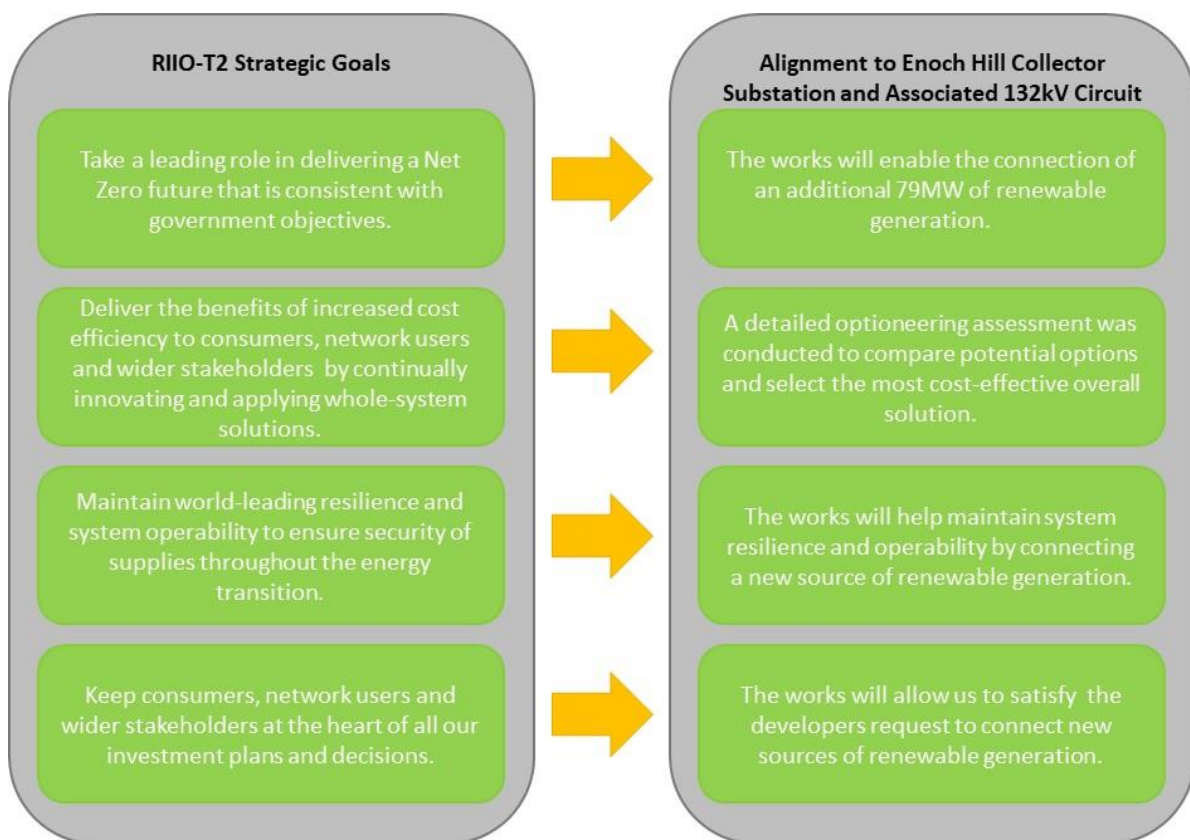 RIIO-T2 Strategic Goals
Take a leading role in delivering a Net
Zero future that is consistent with
government objectives.
Deliver the benefits of increased cost
efficiency to consumers, network users
and wider stakeholders  by continually
innovating and applying whole-system
solutions.
Maintain world-leading resilience and
system operability to ensure security of
supplies throughout the energy
transition.
Keep consumers, network users and
wider stakeholders at the heart of all our
investment plans and decisions.
Alignment to Enoch Hill Collector
Substation and Associated 132kV Circuit
The works will enable the connection of
an additional 79MW of renewable
generation.
A detailed optioneering assessment was
conducted to compare potential options
and select the most cost-effective overall
solution.
The works will help maintain system
resilience and operability by connecting
a new source of renewable generation.
The works will allow us to satisfy  the
developers request to connect new
sources of renewable generation.